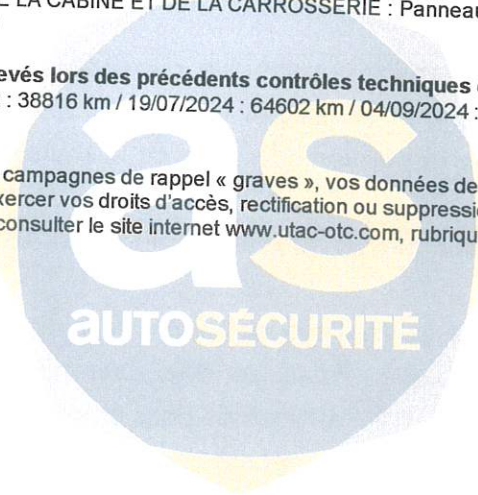 LA CABINE ET DE LA CARROSSERIE : Panneau
evés lors des précédents contrôles techniques
: 38816 km / 19/07/2024 : 64602 km / 04/09/2024 :
campagnes de rappel « graves », vos données de
xercer vos droits d'accès, rectification ou suppressi
consulter le site internet www.utac-otc.com, rubriqu
as
AUTOSÉCURITÉ